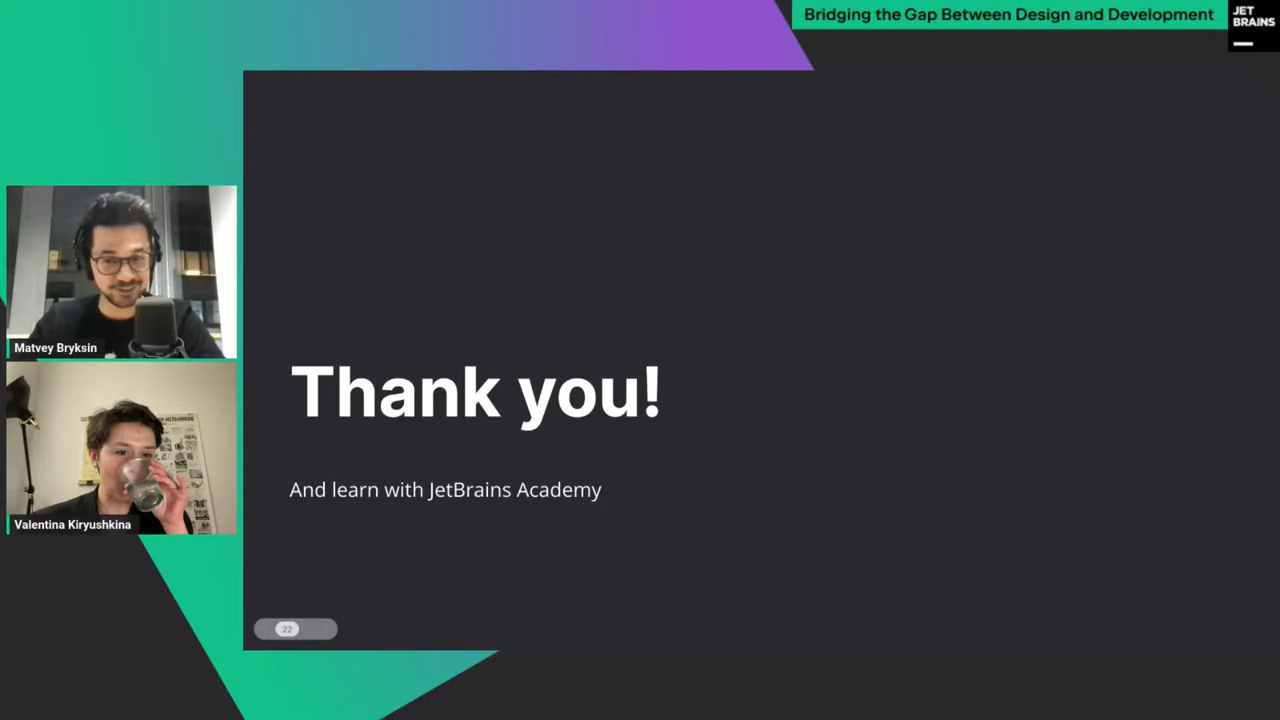 Bridging the Gap Between Design and Development
JET
BRAINS
Matvey Bryksin
Valentina Kiryushkina
Thank you!
And learn with JetBrains Academy
22